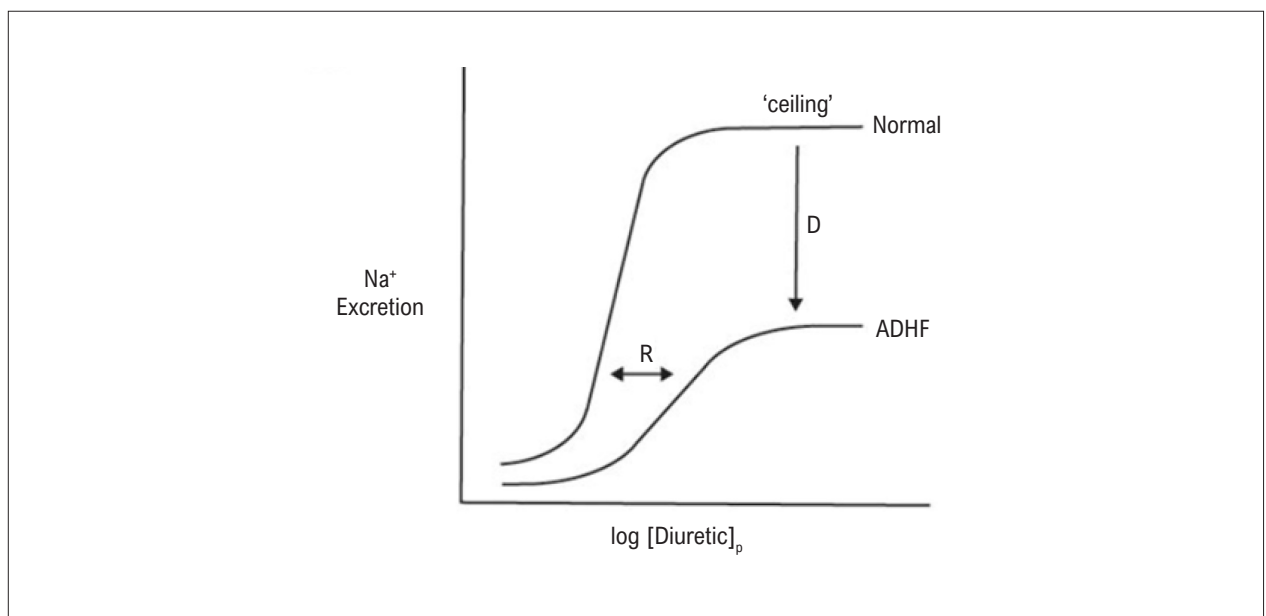 ‘ceiling’
Normal
D
Na⁺
Excretion
R
ADHF
log [Diuretic]ₚ